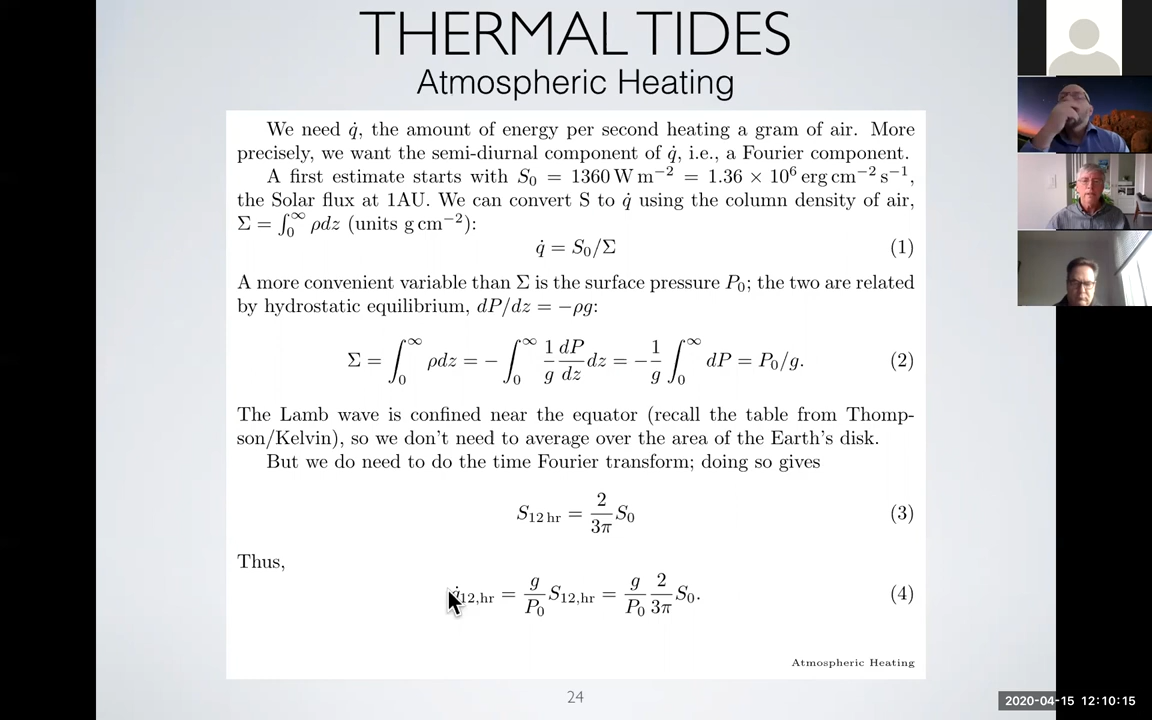 THERMAL TIDES
Atmospheric Heating
We need q̇, the amount of energy per second heating a gram of air. More
precisely, we want the semi-diurnal component of q̇, i.e., a Fourier component.
A first estimate starts with S₀ = 1360 W m⁻² = 1.36 × 10⁶ erg cm⁻² s⁻¹,
the Solar flux at 1AU. We can convert S to q̇ using the column density of air,
Σ = ∫₀^∞ ρdz (units g cm⁻²):
q̇ = S₀/Σ (1)
A more convenient variable than Σ is the surface pressure P₀; the two are related
by hydrostatic equilibrium, dP/dz = −ρg:
Σ = ∫₀^∞ ρdz = − ∫₀^∞ 1/g dP/dz dz = − 1/g ∫₀^∞ dP = P₀/g. (2)
The Lamb wave is confined near the equator (recall the table from Thomp-
son/Kelvin), so we don't need to average over the area of the Earth's disk.
But we do need to do the time Fourier transform; doing so gives
S₁₂ hr = 2/3π S₀ (3)
Thus,
q̇₁₂,hr = g/P₀ S₁₂,hr = g/P₀ 2/3π S₀. (4)
Atmospheric Heating
24
2020-04-15 12:10:15